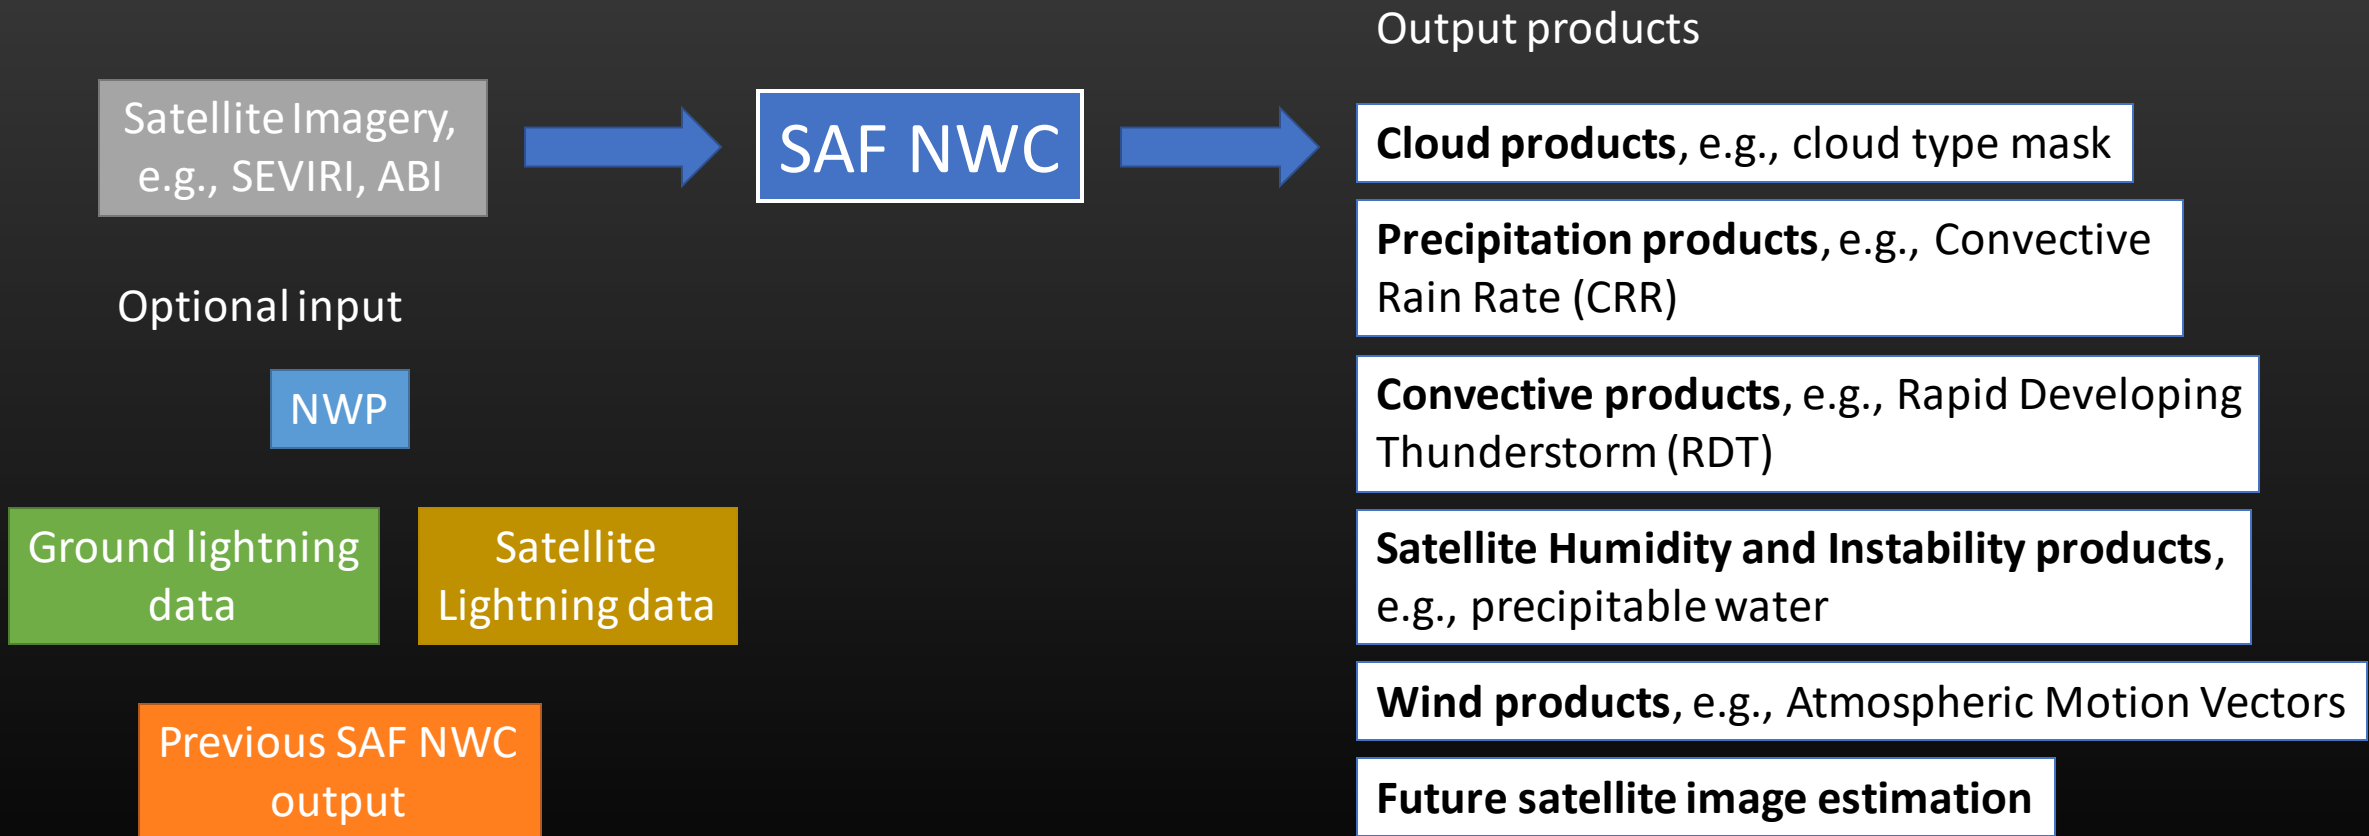 Satellite Imagery,
e.g., SEVIRI, ABI
SAF NWC
Optional input
NWP
Ground lightning
data
Satellite
Lightning data
Previous SAF NWC
output
Output products
Cloud products, e.g., cloud type mask
Precipitation products, e.g., Convective
Rain Rate (CRR)
Convective products, e.g., Rapid Developing
Thunderstorm (RDT)
Satellite Humidity and Instability products,
e.g., precipitable water
Wind products, e.g., Atmospheric Motion Vectors
Future satellite image estimation